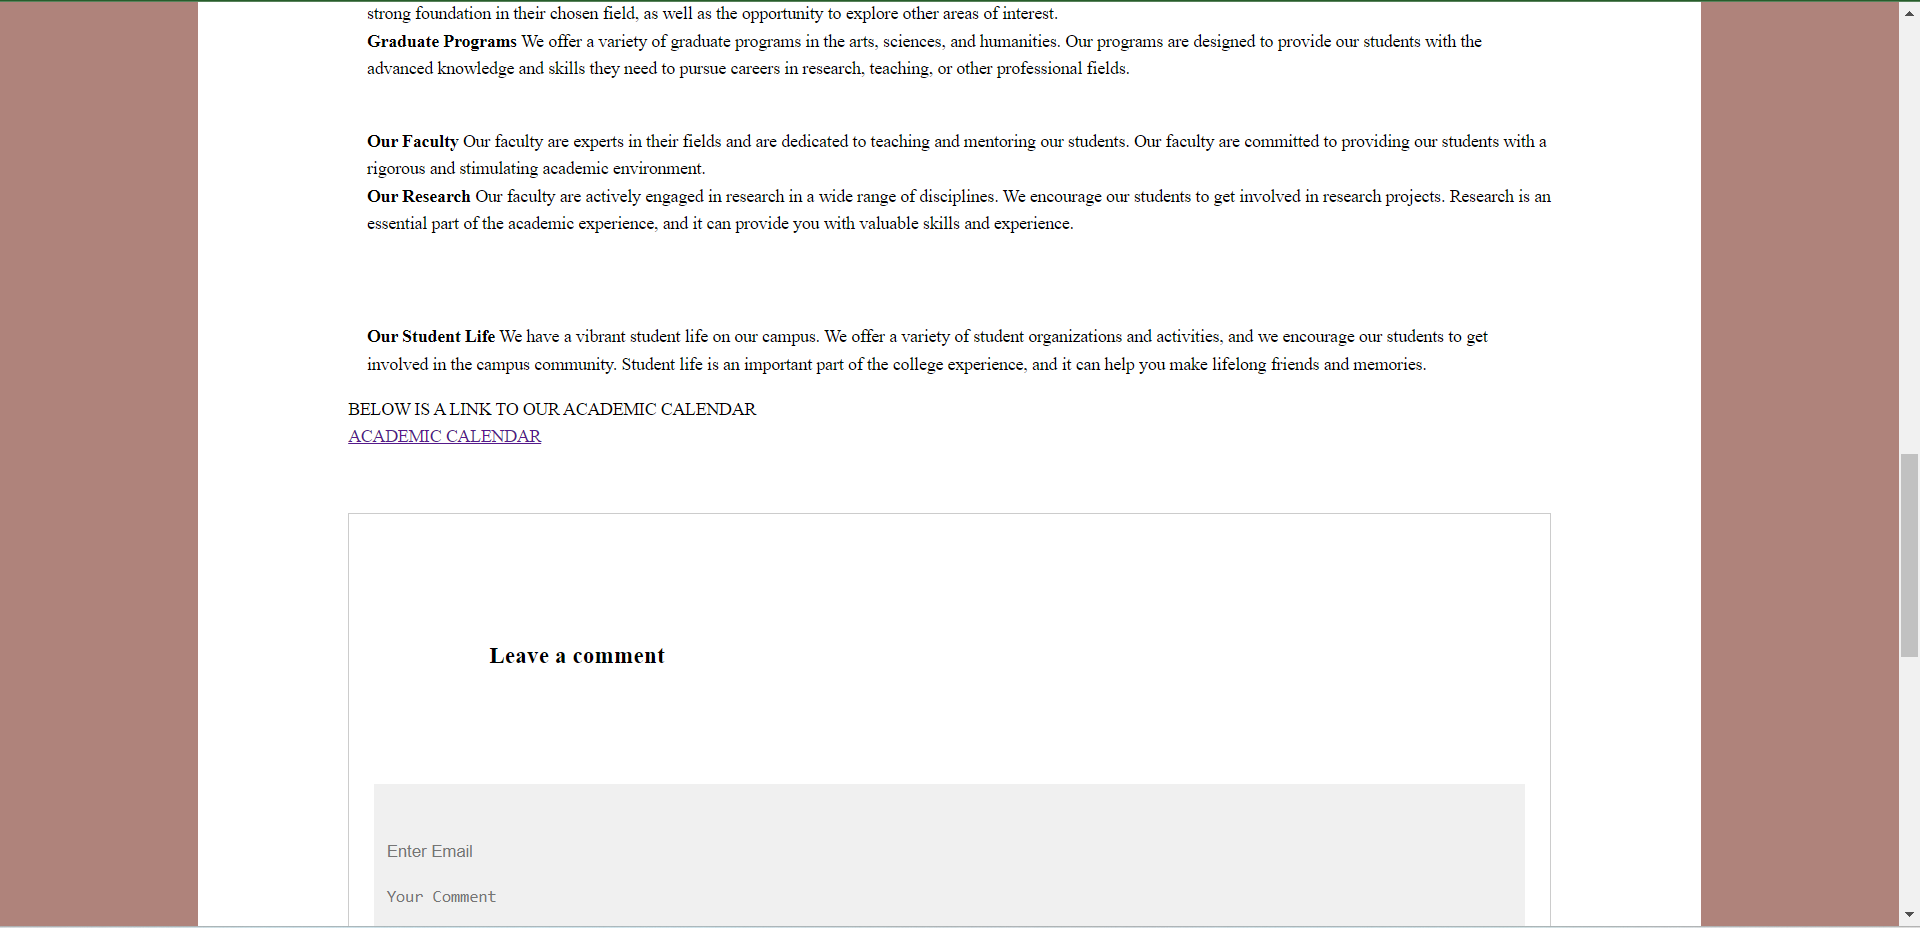 strong foundation in their chosen field, as well as the opportunity to explore other areas of interest.
Graduate Programs We offer a variety of graduate programs in the arts, sciences, and humanities. Our programs are designed to provide our students with the
advanced knowledge and skills they need to pursue careers in research, teaching, or other professional fields.
Our Faculty Our faculty are experts in their fields and are dedicated to teaching and mentoring our students. Our faculty are committed to providing our students with a
rigorous and stimulating academic environment.
Our Research Our faculty are actively engaged in research in a wide range of disciplines. We encourage our students to get involved in research projects. Research is an
essential part of the academic experience, and it can provide you with valuable skills and experience.
Our Student Life We have a vibrant student life on our campus. We offer a variety of student organizations and activities, and we encourage our students to get
involved in the campus community. Student life is an important part of the college experience, and it can help you make lifelong friends and memories.
BELOW IS A LINK TO OUR ACADEMIC CALENDAR
ACADEMIC CALENDAR
Leave a comment
Enter Email
Your Comment